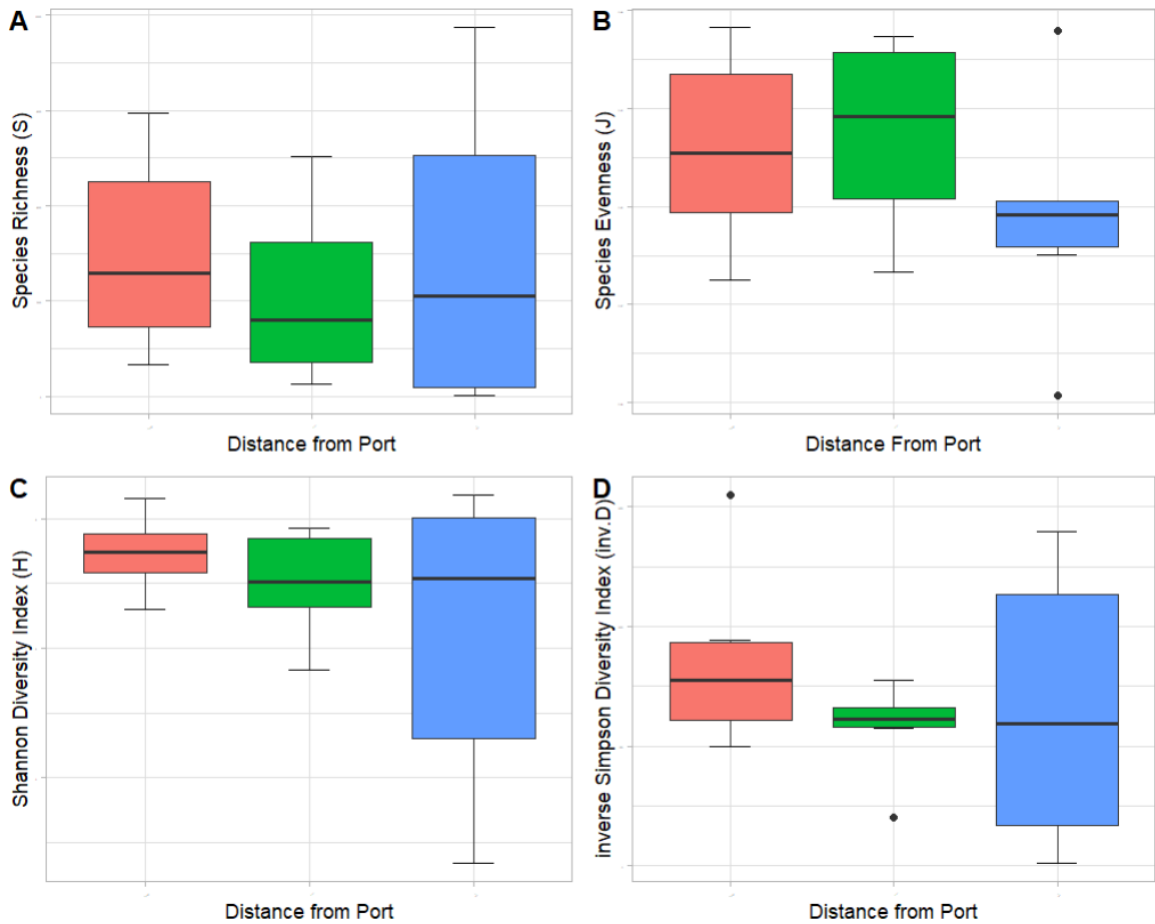 A
Species Richness (S)
Distance from Port
B
Species Evenness (J)
Distance From Port
C
Shannon Diversity Index (H)
Distance from Port
D
inverse Simpson Diversity Index (inv.D)
Distance from Port